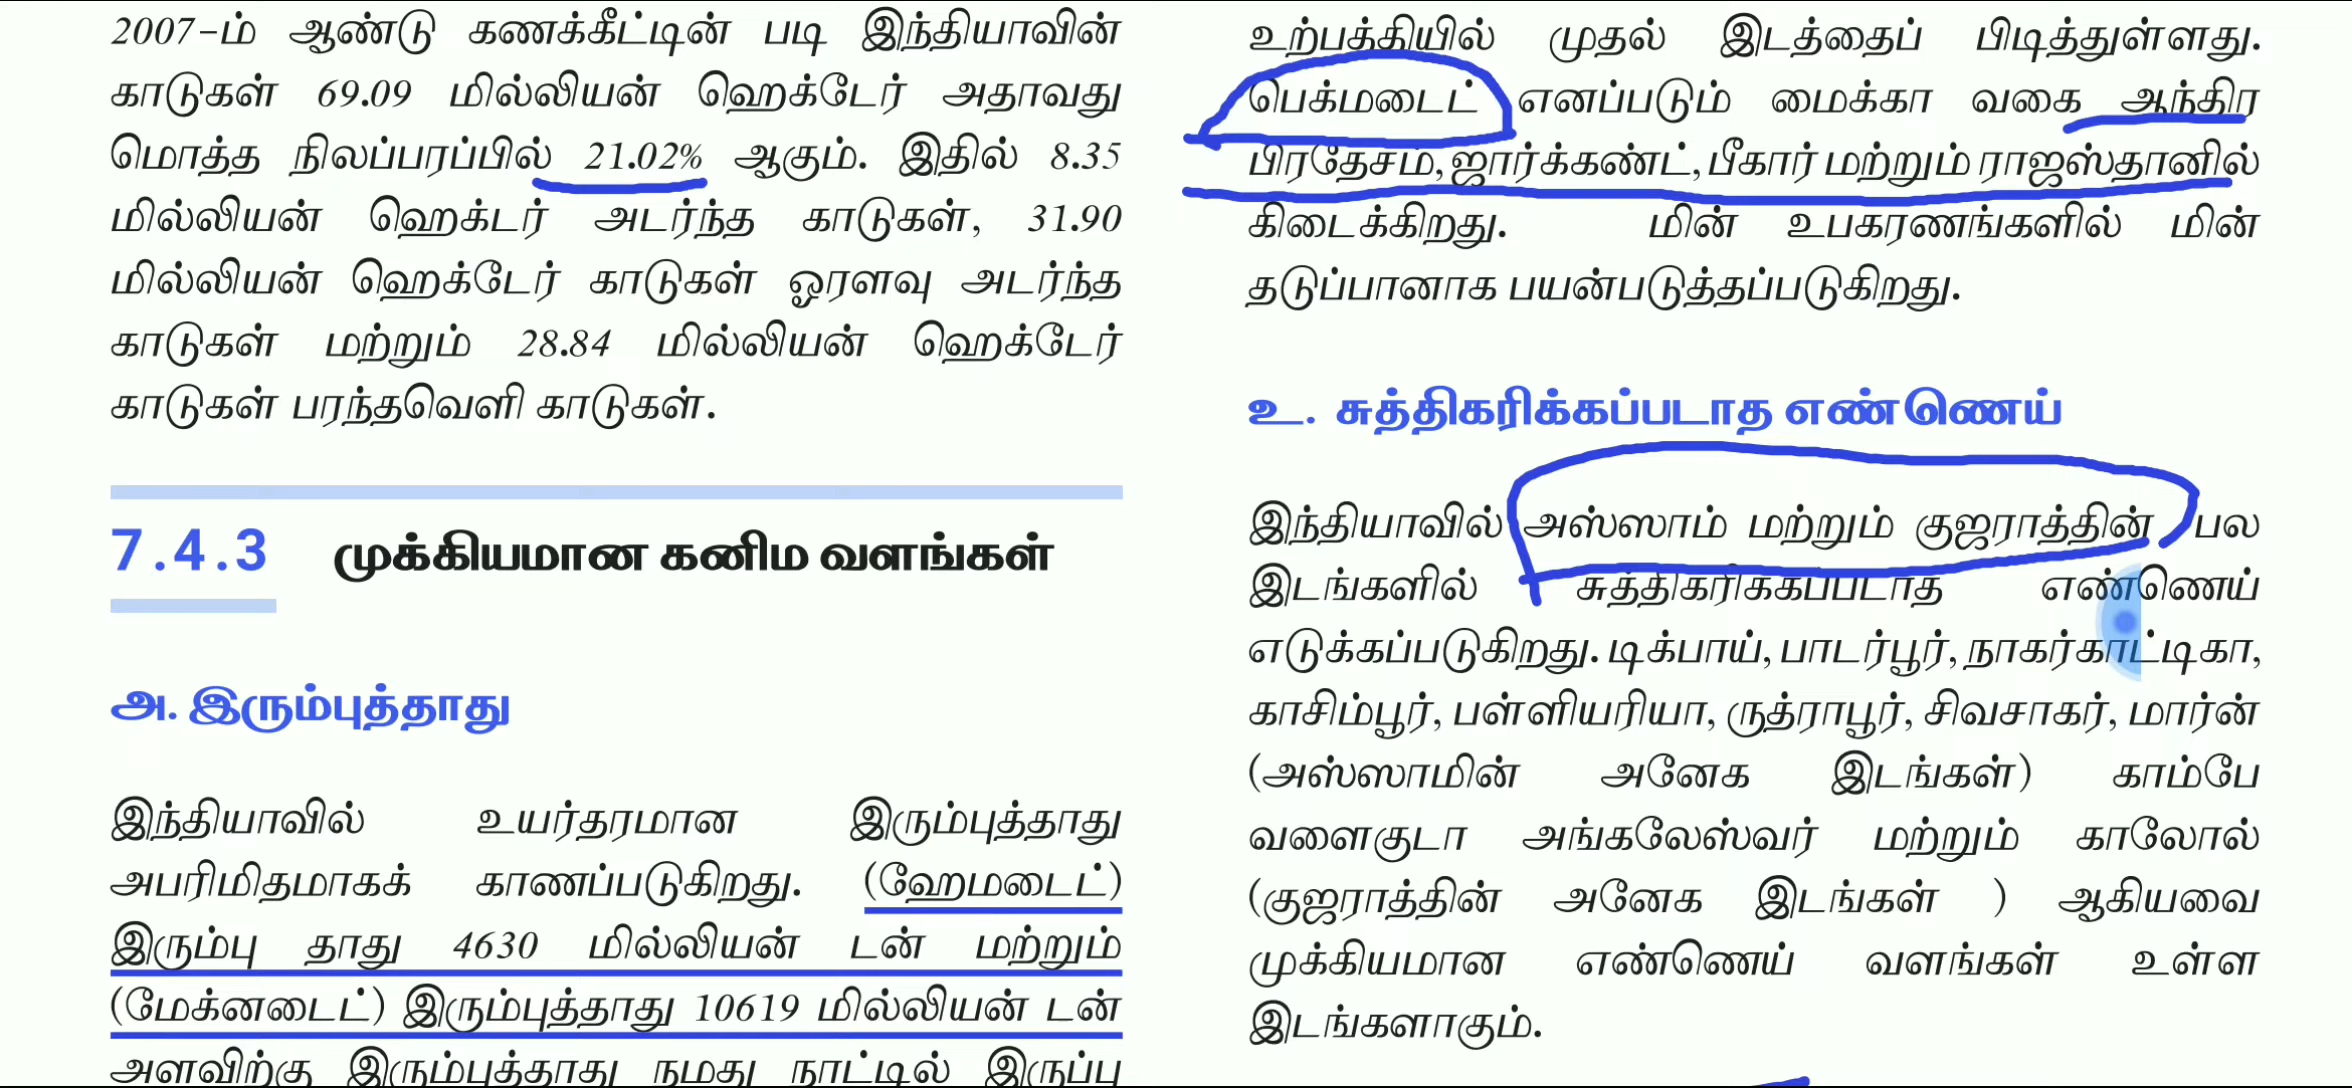 2007-ம் ஆண்டு கணக்கீட்டின் படி இந்தியாவின்
காடுகள் 69.09 மில்லியன் ஹெக்டேர் அதாவது
மொத்த நிலப்பரப்பில் 21.02% ஆகும். இதில் 8.35
மில்லியன் ஹெக்டர் அடர்ந்த காடுகள், 31.90
மில்லியன் ஹெக்டேர் காடுகள் ஓரளவு அடர்ந்த
காடுகள் மற்றும் 28.84 மில்லியன் ஹெக்டேர்
காடுகள் பரந்தவெளி காடுகள்.
7.4.3 முக்கியமான கனிம வளங்கள்
அ. இரும்புத்தாது
இந்தியாவில் உயர்தரமான இரும்புத்தாது
அபரிமிதமாகக் காணப்படுகிறது. (ஹேமடைட்)
இரும்பு தாது 4630 மில்லியன் டன் மற்றும்
(மேக்னடைட்) இரும்புத்தாது 10619 மில்லியன் டன்
அளவிற்கு இரும்புத்தாது நமது நாட்டில் இருப்பு
உற்பத்தியில் முதல் இடத்தைப் பிடித்துள்ளது.
பெக்மடைட் எனப்படும் மைக்கா வகை ஆந்திர
பிரதேசம், ஜார்க்கண்ட், பீகார் மற்றும் ராஜஸ்தானில்
கிடைக்கிறது. மின் உபகரணங்களில் மின்
தடுப்பானாக பயன்படுத்தப்படுகிறது.
உ. சுத்திகரிக்கப்படாத எண்ணெய்
இந்தியாவில் அஸ்ஸாம் மற்றும் குஜராத்தின் பல
இடங்களில் சுத்திகரிக்கப்படாத எண்ணெய்
எடுக்கப்படுகிறது. டிக்பாய், பாடர்பூர், நாகர்காட்டிகா,
காசிம்பூர், பள்ளியரியா, ருத்ராபூர், சிவசாகர், மார்ன்
(அஸ்ஸாமின் அனேக இடங்கள்) காம்பே
வளைகுடா அங்கலேஸ்வர் மற்றும் காலோல்
(குஜராத்தின் அனேக இடங்கள் ) ஆகியவை
முக்கியமான எண்ணெய் வளங்கள் உள்ள
இடங்களாகும்.